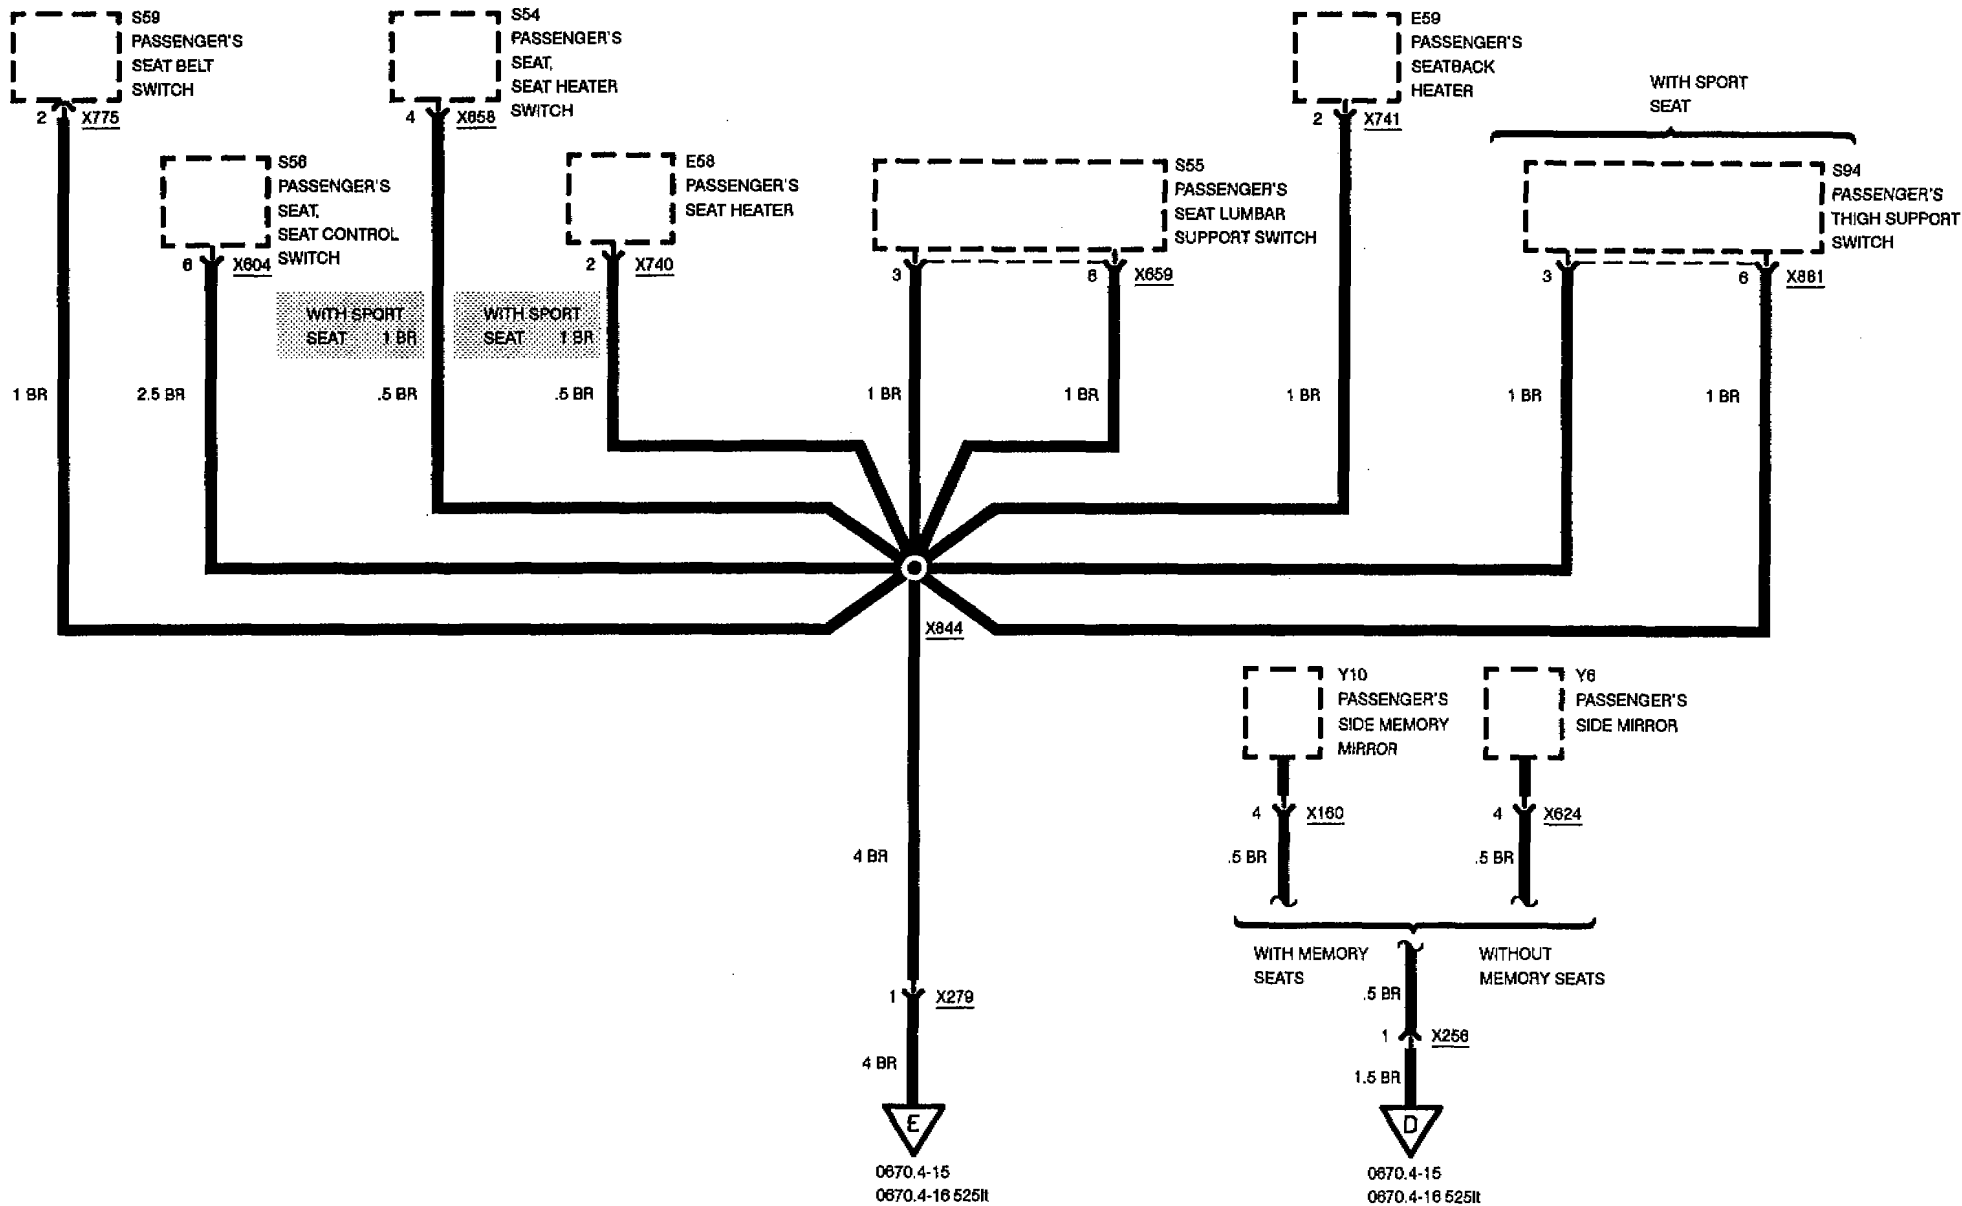 S59
PASSENGER'S
SEAT BELT
SWITCH
2
X775
S54
PASSENGER'S
SEAT,
SEAT HEATER
SWITCH
4
X658
E59
PASSENGER'S
SEATBACK
HEATER
2
X741
WITH SPORT
SEAT
S56
PASSENGER'S
SEAT,
SEAT CONTROL
SWITCH
6
X604
E58
PASSENGER'S
SEAT HEATER
2
X740
S55
PASSENGER'S
SEAT LUMBAR
SUPPORT SWITCH
3
6
X659
S94
PASSENGER'S
THIGH SUPPORT
SWITCH
3
6
X881
WITH SPORT
SEAT 1 BR
WITH SPORT
SEAT 1 BR
1 BR
2.5 BR
.5 BR
.5 BR
1 BR
1 BR
1 BR
1 BR
1 BR
X844
Y10
PASSENGER'S
SIDE MEMORY
MIRROR
Y6
PASSENGER'S
SIDE MIRROR
4
X160
4
X624
4 BR
.5 BR
.5 BR
WITH MEMORY
SEATS
WITHOUT
MEMORY SEATS
1
X279
.5 BR
1
X256
4 BR
1.5 BR
E
D
0670.4-15
0670.4-16 525it
0670.4-15
0670.4-16 525it